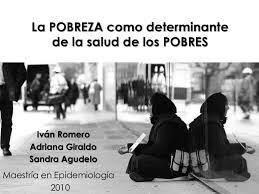 La POBREZA como determinante
de la salud de los POBRES
Iván Romero
Adriana Giraldo
Sandra Agudelo
Maestría en Epidemiología
2010